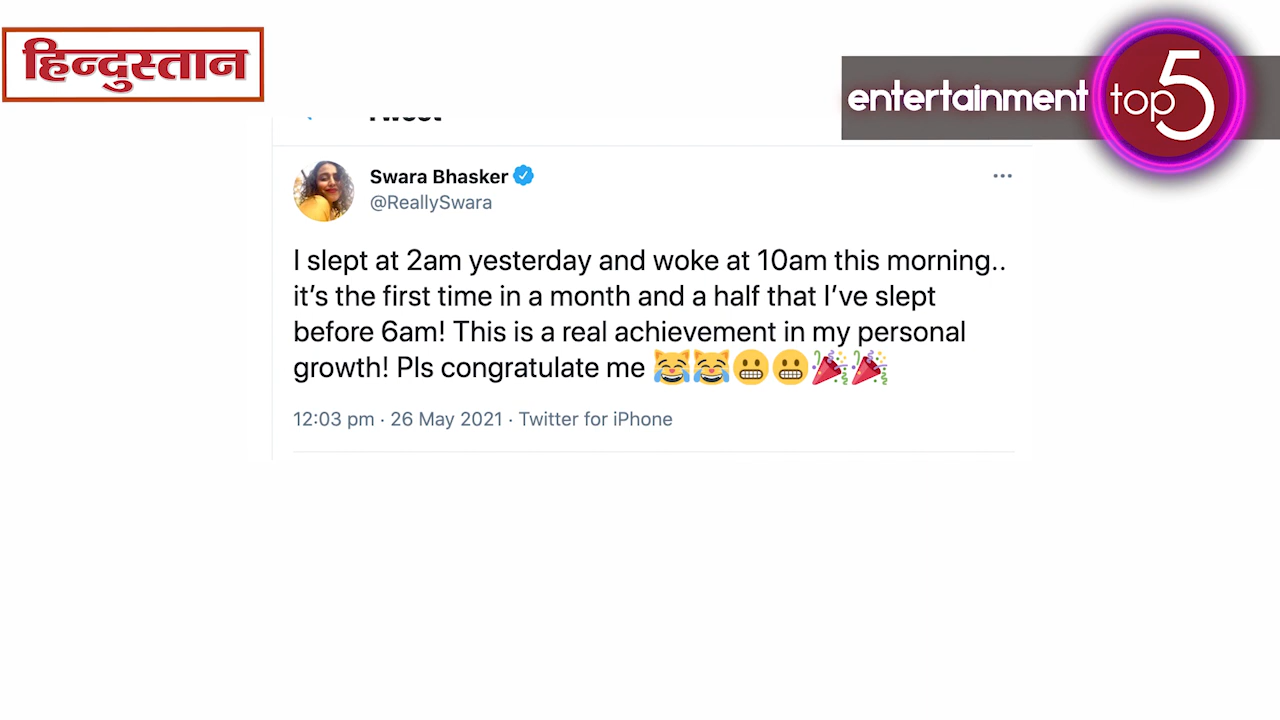 हिन्दुस्तान
entertainment top 5
Tweet
Swara Bhasker
@ReallySwara
I slept at 2am yesterday and woke at 10am this morning..
it's the first time in a month and a half that I've slept
before 6am! This is a real achievement in my personal
growth! Pls congratulate me 😹😹😬😬🎉🎉
12:03 pm · 26 May 2021 · Twitter for iPhone